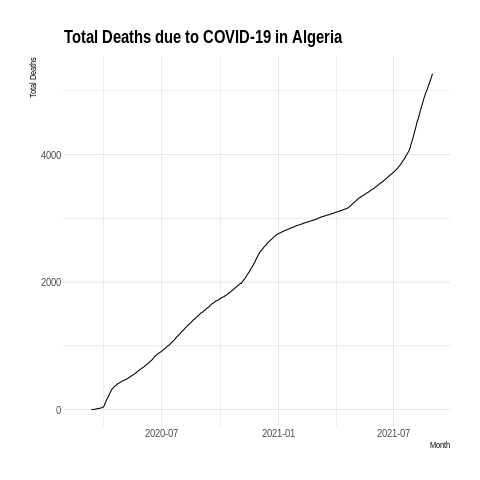 Total Deaths due to COVID-19 in Algeria
Total Deaths
4000
2000
0
2020-07
2021-01
2021-07
Month